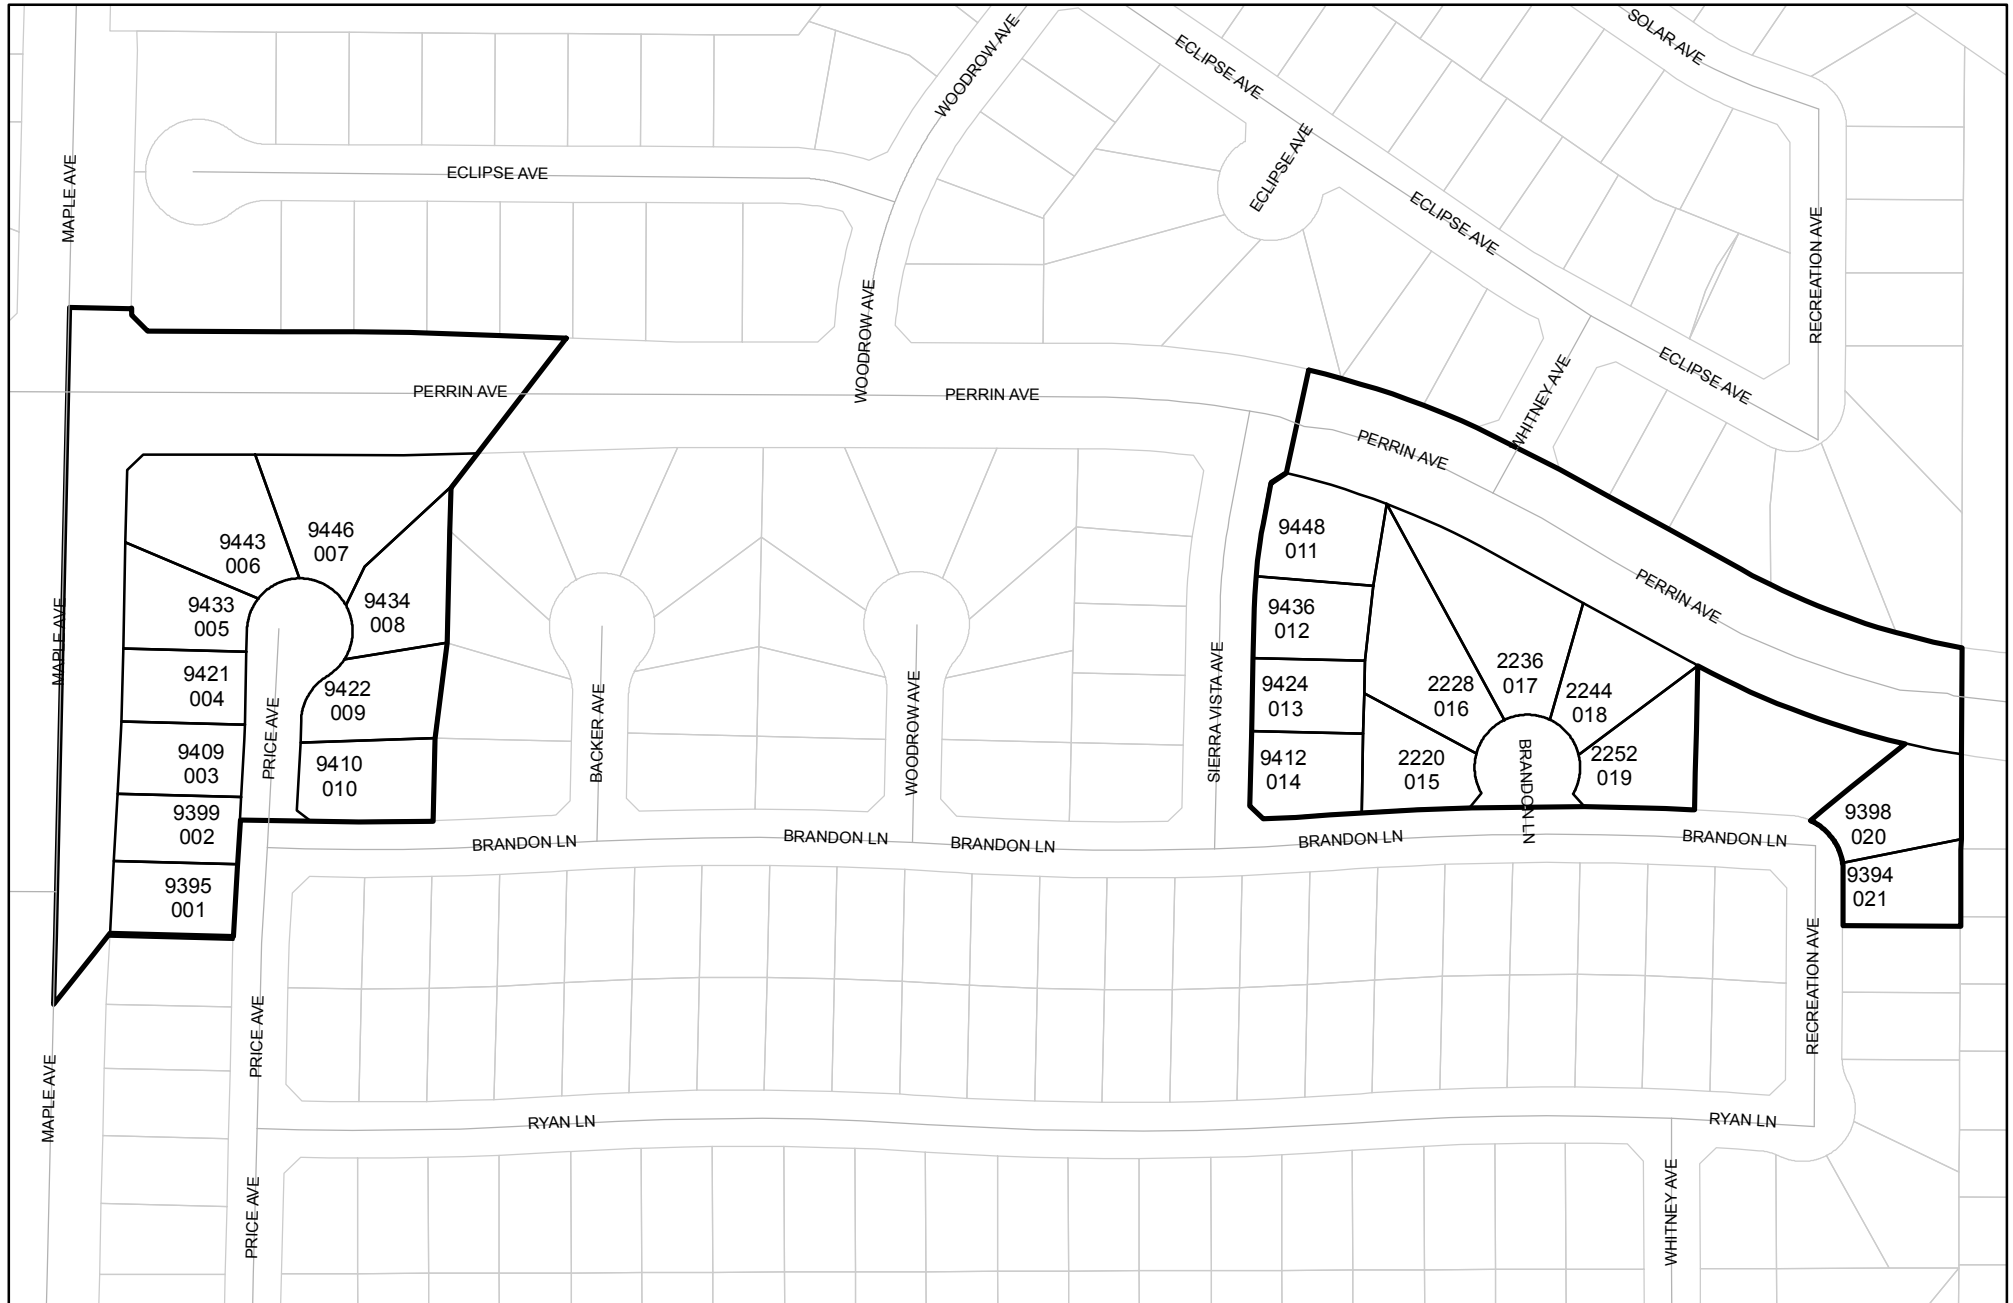 SOLAR AVE
WOODROW AVE
ECLIPSE AVE
ECLIPSE AVE
MAPLE AVE
ECLIPSE AVE
ECLIPSE AVE
RECREATION AVE
WOODROW AVE
ECLIPSE AVE
WHITNEY AVE
PERRIN AVE
PERRIN AVE
PERRIN AVE
PERRIN AVE
9443
006
9446
007
9448
011
9433
005
9434
008
9436
012
MAPLE AVE
9421
004
9422
009
9424
013
2228
016
2236
017
2244
018
PRICE AVE
BACKER AVE
WOODROW AVE
SIERRA VISTA AVE
9409
003
9410
010
9412
014
2220
015
BRANDON LN
2252
019
9399
002
9398
020
BRANDON LN
BRANDON LN
BRANDON LN
BRANDON LN
BRANDON LN
9395
001
9394
021
PRICE AVE
RECREATION AVE
MAPLE AVE
RYAN LN
RYAN LN
PRICE AVE
WHITNEY AVE